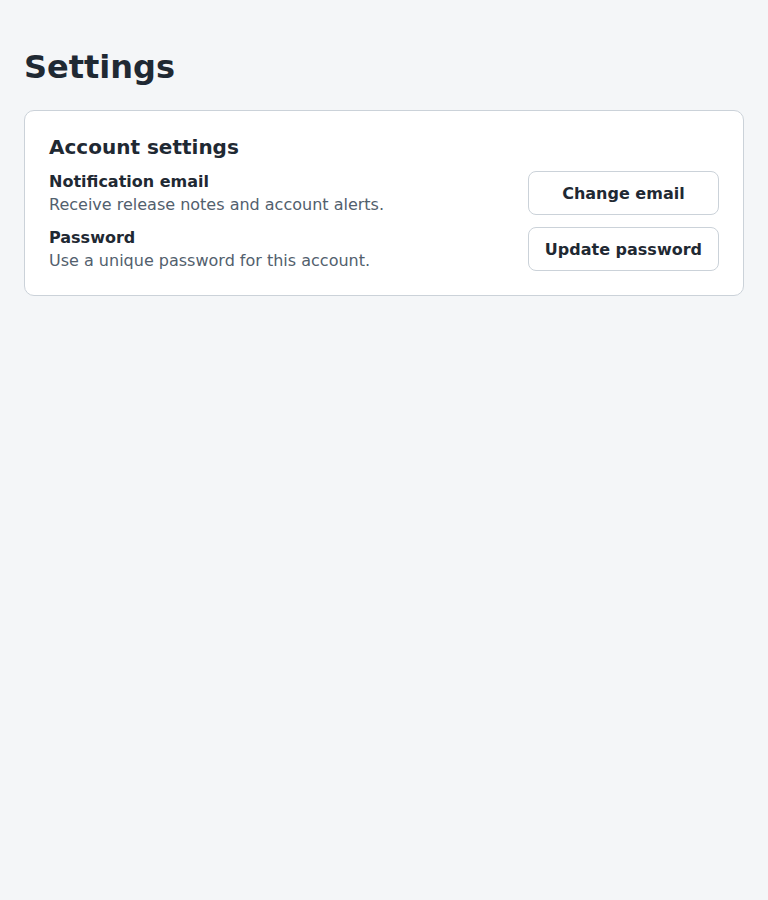 Settings
Account settings
Notification email
Receive release notes and account alerts.
Change email
Password
Use a unique password for this account.
Update password